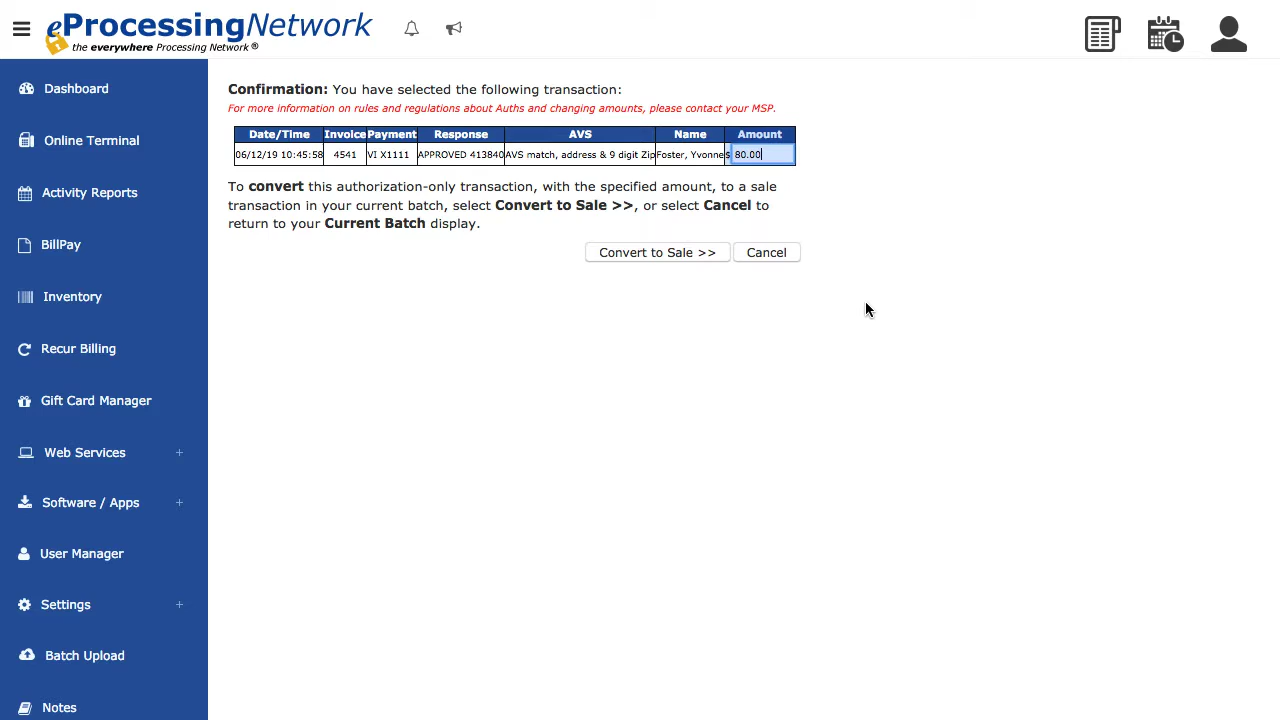 eProcessingNetwork
the everywhere Processing Network®
Dashboard
Online Terminal
Activity Reports
BillPay
Inventory
Recur Billing
Gift Card Manager
Web Services +
Software / Apps +
User Manager
Settings +
Batch Upload
Notes
Confirmation: You have selected the following transaction:
For more information on rules and regulations about Auths and changing amounts, please contact your MSP.
Date/Time Invoice Payment Response AVS Name Amount
06/12/19 10:45:58 4541 VI X1111 APPROVED 413840 AVS match, address & 9 digit Zip Foster, Yvonne $ 80.00
To convert this authorization-only transaction, with the specified amount, to a sale
transaction in your current batch, select Convert to Sale >>, or select Cancel to
return to your Current Batch display.
Convert to Sale >> Cancel